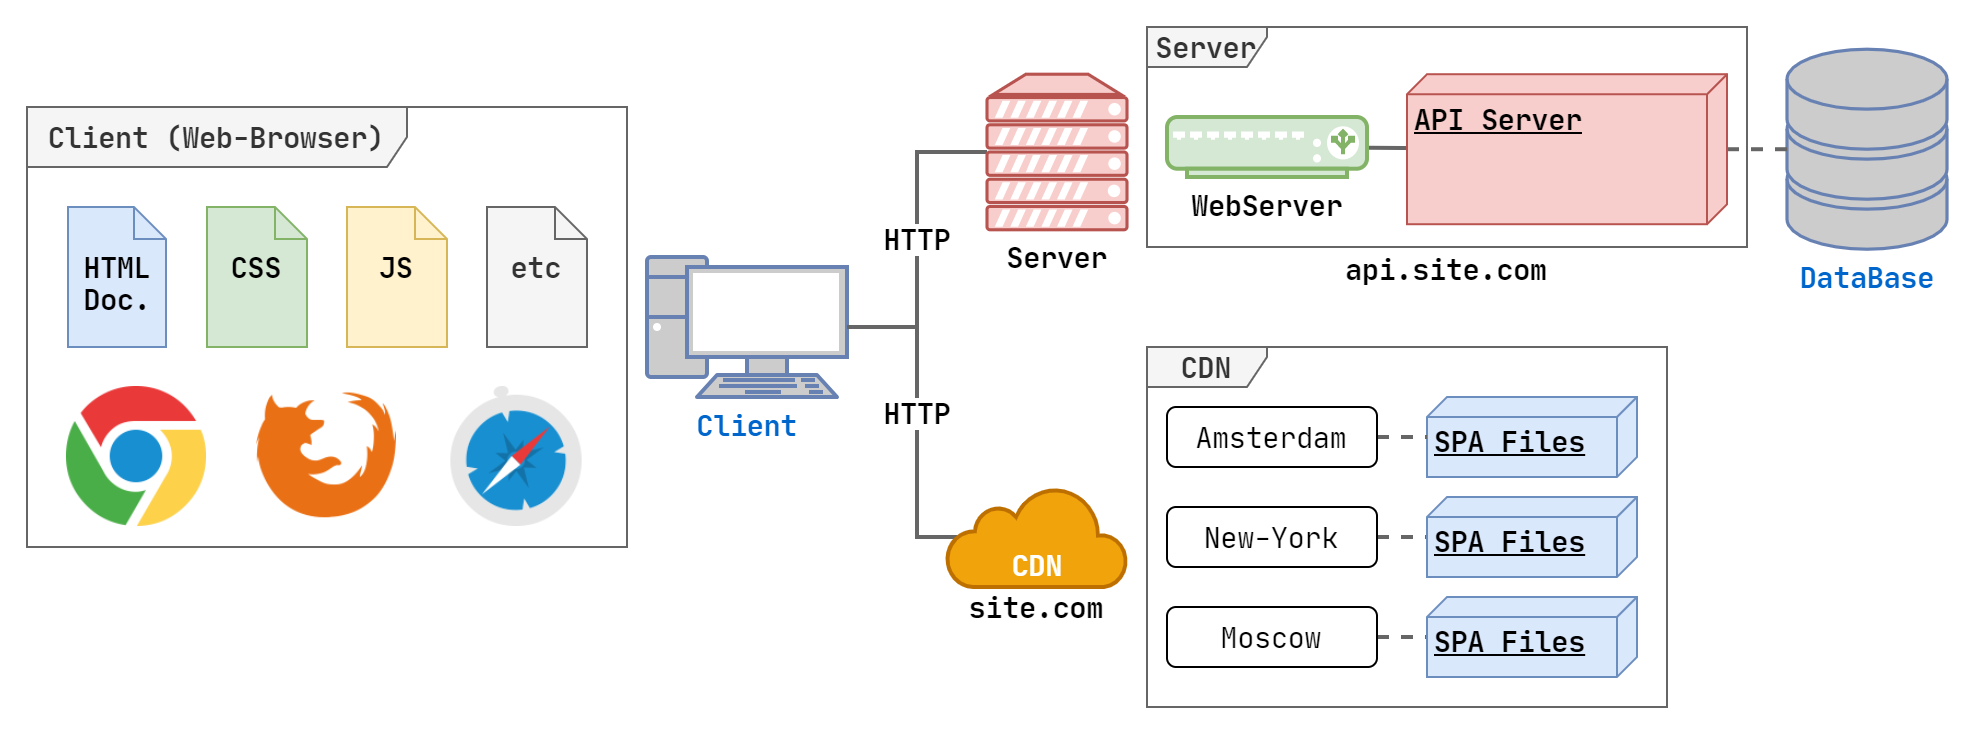 Client (Web-Browser)
HTML
Doc.
CSS
JS
etc
Client
HTTP
HTTP
Server
CDN
site.com
Server
WebServer
API Server
api.site.com
DataBase
CDN
Amsterdam
SPA Files
New-York
SPA Files
Moscow
SPA Files